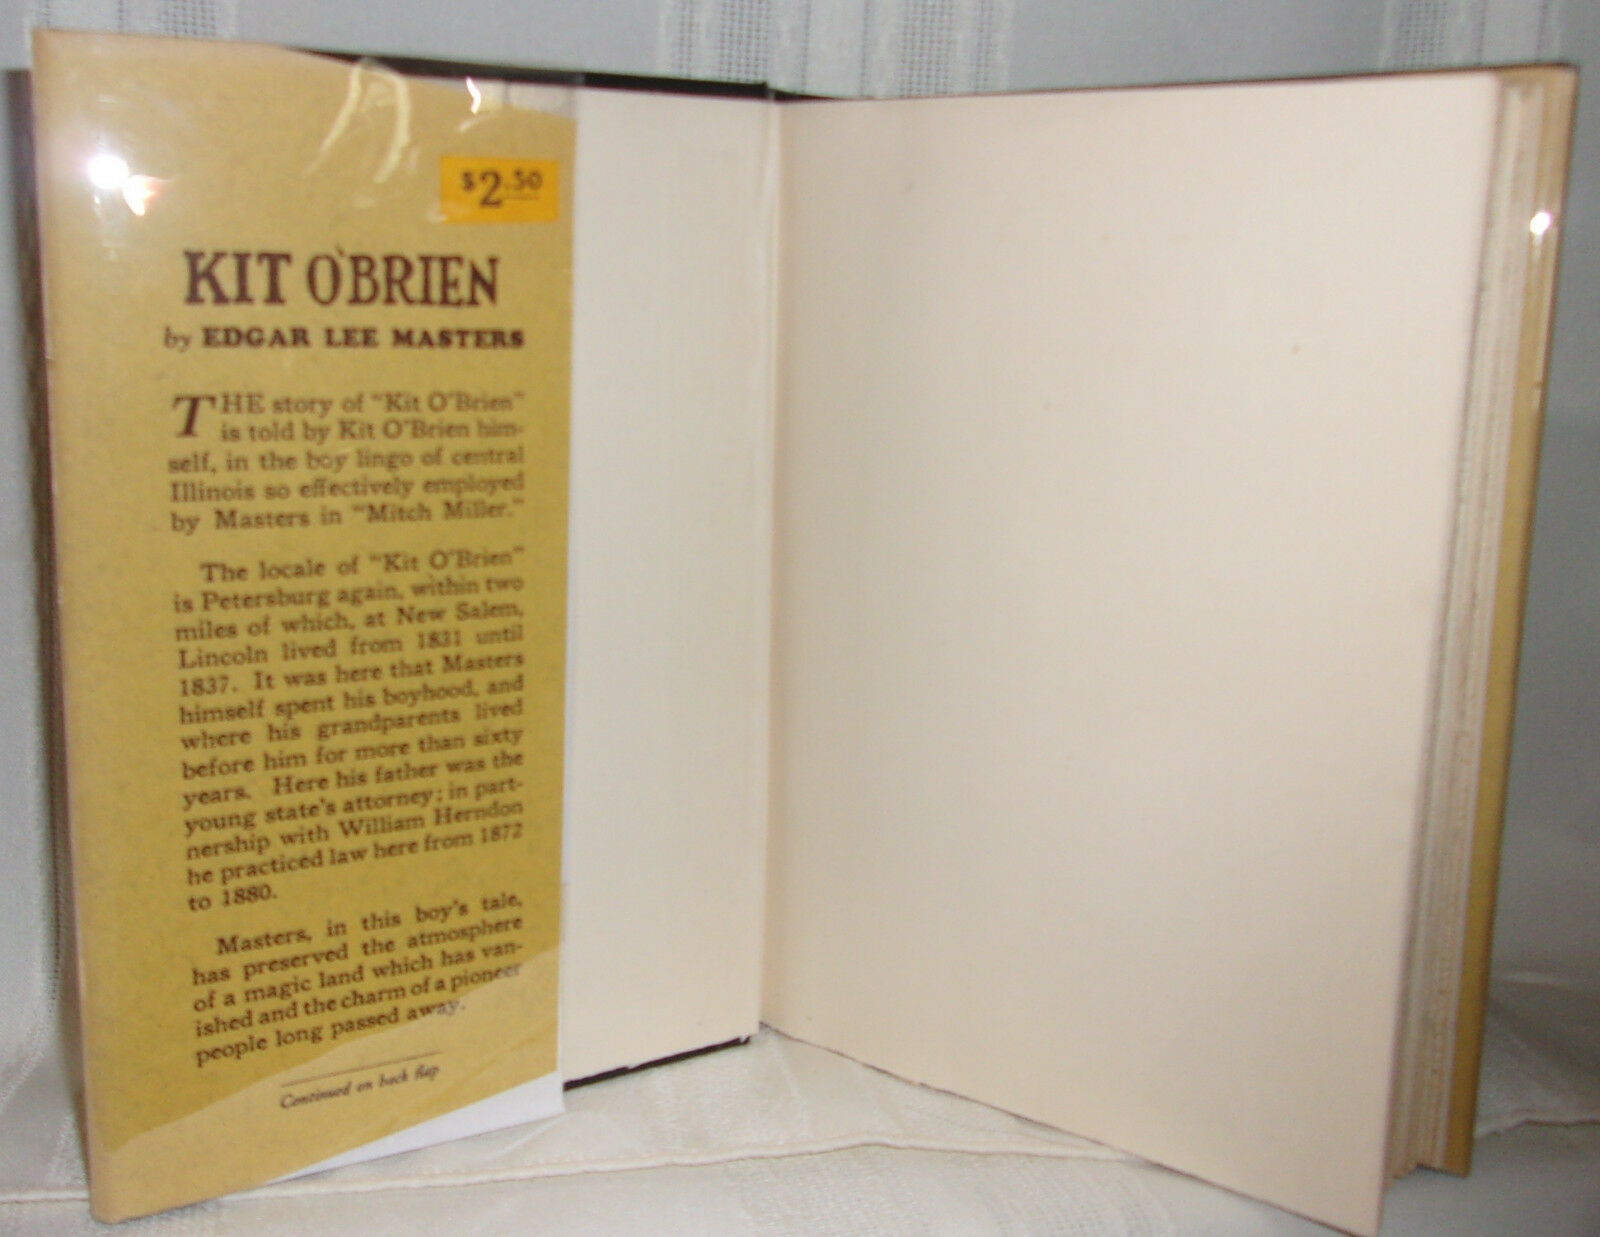 $2.50
KIT O'BRIEN
by EDGAR LEE MASTERS
THE story of "Kit O'Brien"
is told by Kit O'Brien him-
self, in the boy lingo of central
Illinois so effectively employed
by Masters in "Mitch Miller."
The locale of "Kit O'Brien"
is Petersburg again, within two
miles of which, at New Salem,
Lincoln lived from 1831 until
1837. It was here that Masters
himself spent his boyhood, and
where his grandparents lived
before him for more than sixty
years. Here his father was the
young state's attorney; in part-
nership with William Herndon
he practiced law here from 1872
to 1880.
Masters, in this boy's tale,
has preserved the atmosphere
of a magic land which has van-
ished and the charm of a pioneer
people long passed away.
Continued on back flap